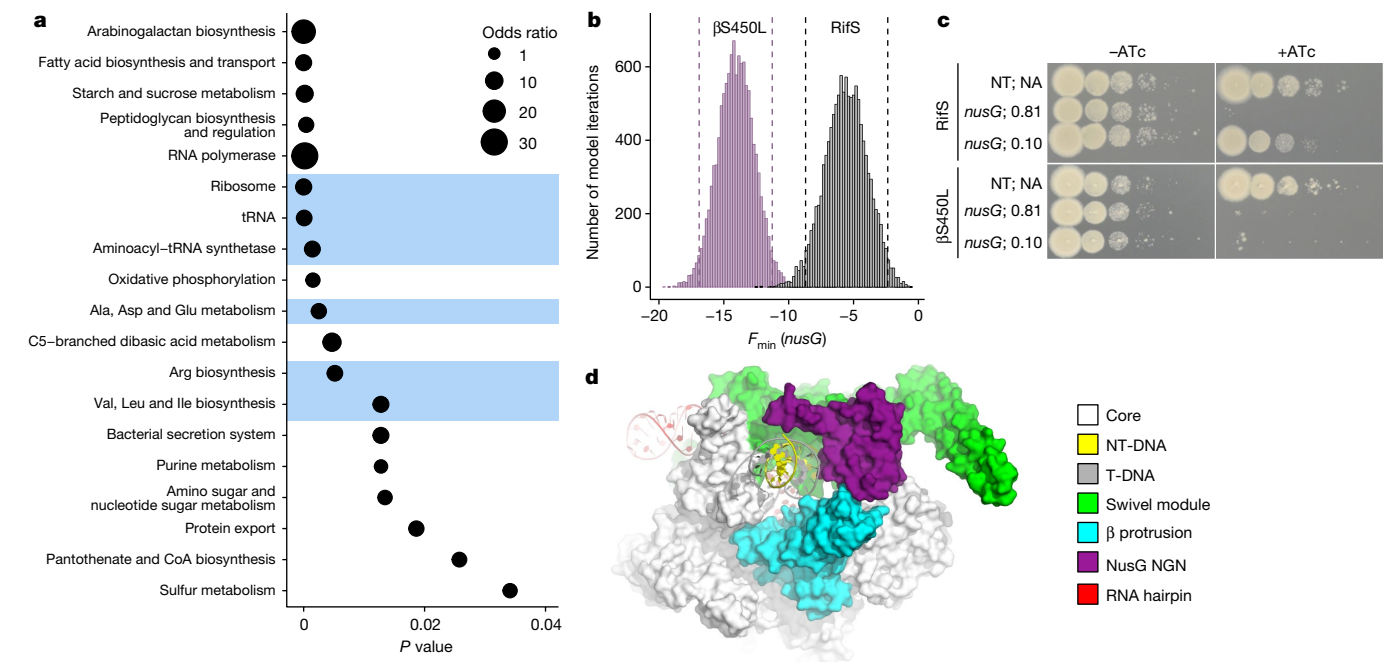 a
Arabinogalactan biosynthesis
Fatty acid biosynthesis and transport
Starch and sucrose metabolism
Peptidoglycan biosynthesis
and regulation
RNA polymerase
Ribosome
tRNA
Aminoacyl−tRNA synthetase
Oxidative phosphorylation
Ala, Asp and Glu metabolism
C5−branched dibasic acid metabolism
Arg biosynthesis
Val, Leu and Ile biosynthesis
Bacterial secretion system
Purine metabolism
Amino sugar and
nucleotide sugar metabolism
Protein export
Pantothenate and CoA biosynthesis
Sulfur metabolism
0 0.02 0.04
P value
Odds ratio
1
10
20
30
b
βS450L RifS
Number of model iterations
600
400
200
0
−20 −15 −10 −5 0
Fmin (nusG)
c
–ATc +ATc
RifS
NT; NA
nusG; 0.81
nusG; 0.10
βS450L
NT; NA
nusG; 0.81
nusG; 0.10
d
Core
NT-DNA
T-DNA
Swivel module
β protrusion
NusG NGN
RNA hairpin